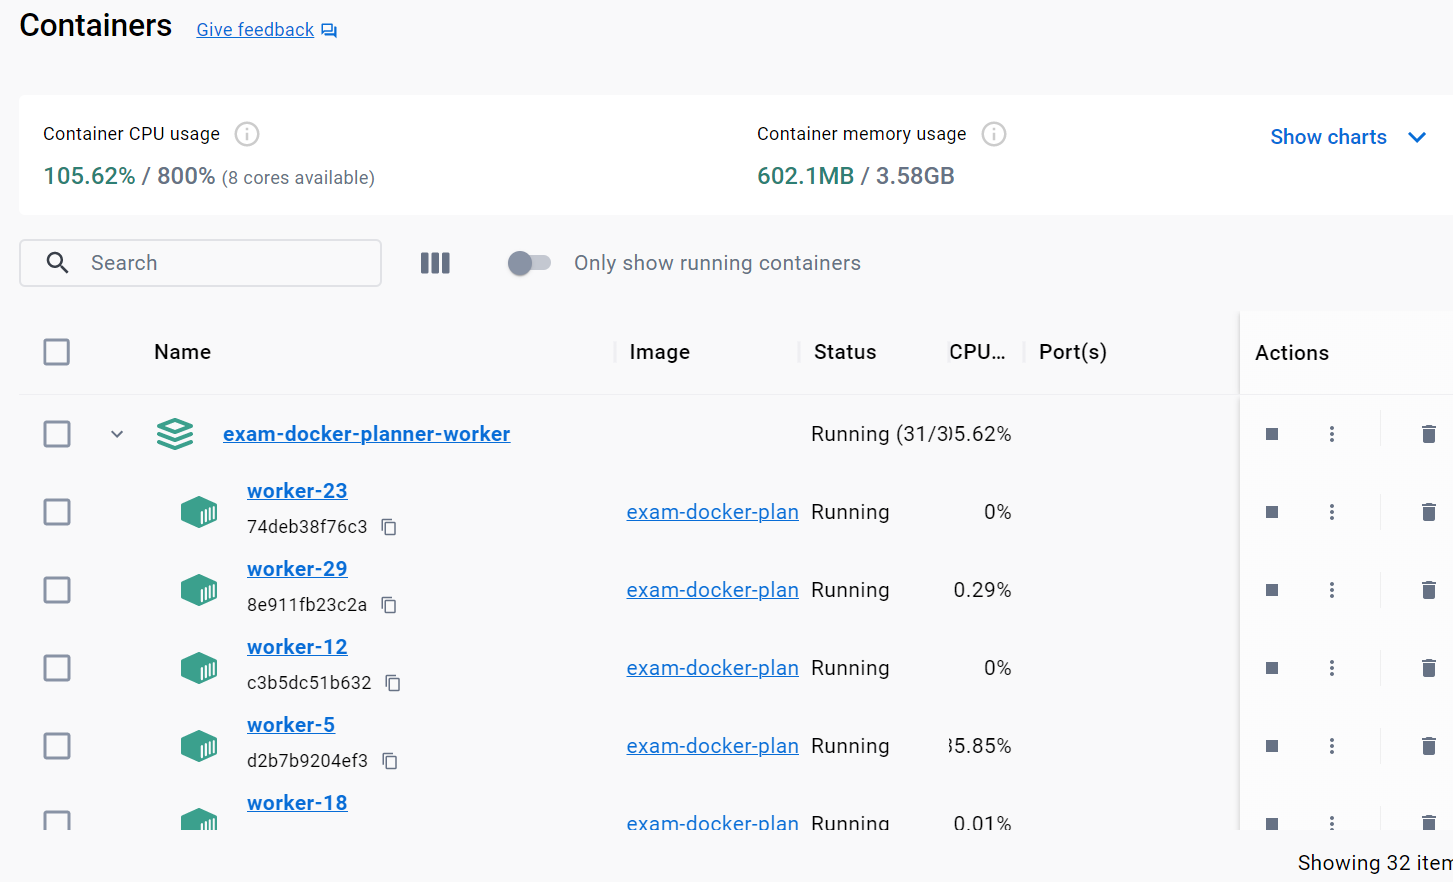 Containers Give feedback
Container CPU usage
105.62% / 800% (8 cores available)
Container memory usage
602.1MB / 3.58GB
Show charts
Search
Only show running containers
Name Image Status CPU... Port(s) Actions
exam-docker-planner-worker Running (31/3 05.62%
worker-23
74deb38f76c3
exam-docker-plan Running 0%
worker-29
8e911fb23c2a
exam-docker-plan Running 0.29%
worker-12
c3b5dc51b632
exam-docker-plan Running 0%
worker-5
d2b7b9204ef3
exam-docker-plan Running 5.85%
worker-18
exam-docker-plan Running 0.01%
Showing 32 item